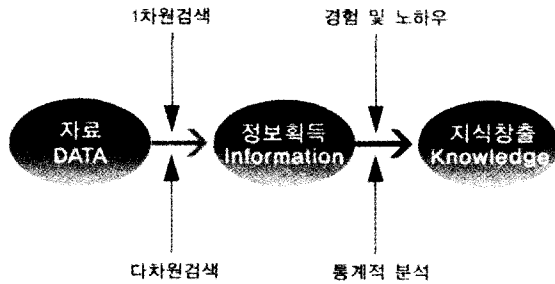 1차원검색
경험 및 노하우
자료
DATA
정보획득
Information
지식창출
Knowledge
다차원검색
통계적 분석